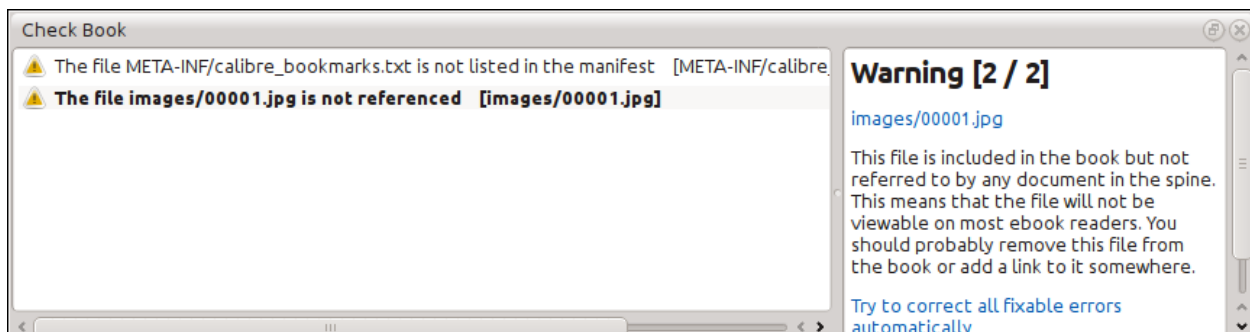 Check Book
The file META-INF/calibre_bookmarks.txt is not listed in the manifest [META-INF/calibre_
The file images/00001.jpg is not referenced [images/00001.jpg]
Warning [2 / 2]
images/00001.jpg
This file is included in the book but not
referred to by any document in the spine.
This means that the file will not be
viewable on most ebook readers. You
should probably remove this file from
the book or add a link to it somewhere.
Try to correct all fixable errors
automatically